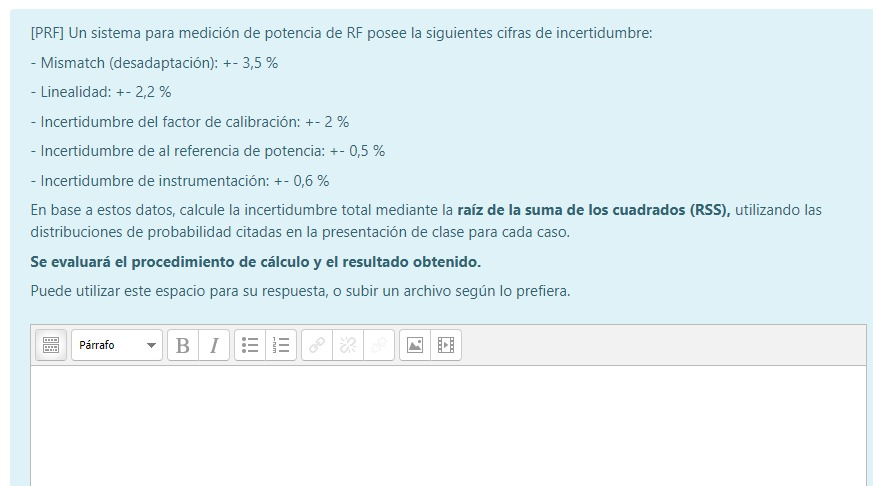 [PRF] Un sistema para medición de potencia de RF posee la siguientes cifras de incertidumbre:
- Mismatch (desadaptación): +- 3,5 %
- Linealidad: +- 2,2 %
- Incertidumbre del factor de calibración: +- 2 %
- Incertidumbre de al referencia de potencia: +- 0,5 %
- Incertidumbre de instrumentación: +- 0,6 %
En base a estos datos, calcule la incertidumbre total mediante la raíz de la suma de los cuadrados (RSS), utilizando las
distribuciones de probabilidad citadas en la presentación de clase para cada caso.
Se evaluará el procedimiento de cálculo y el resultado obtenido.
Puede utilizar este espacio para su respuesta, o subir un archivo según lo prefiera.
Párrafo B I